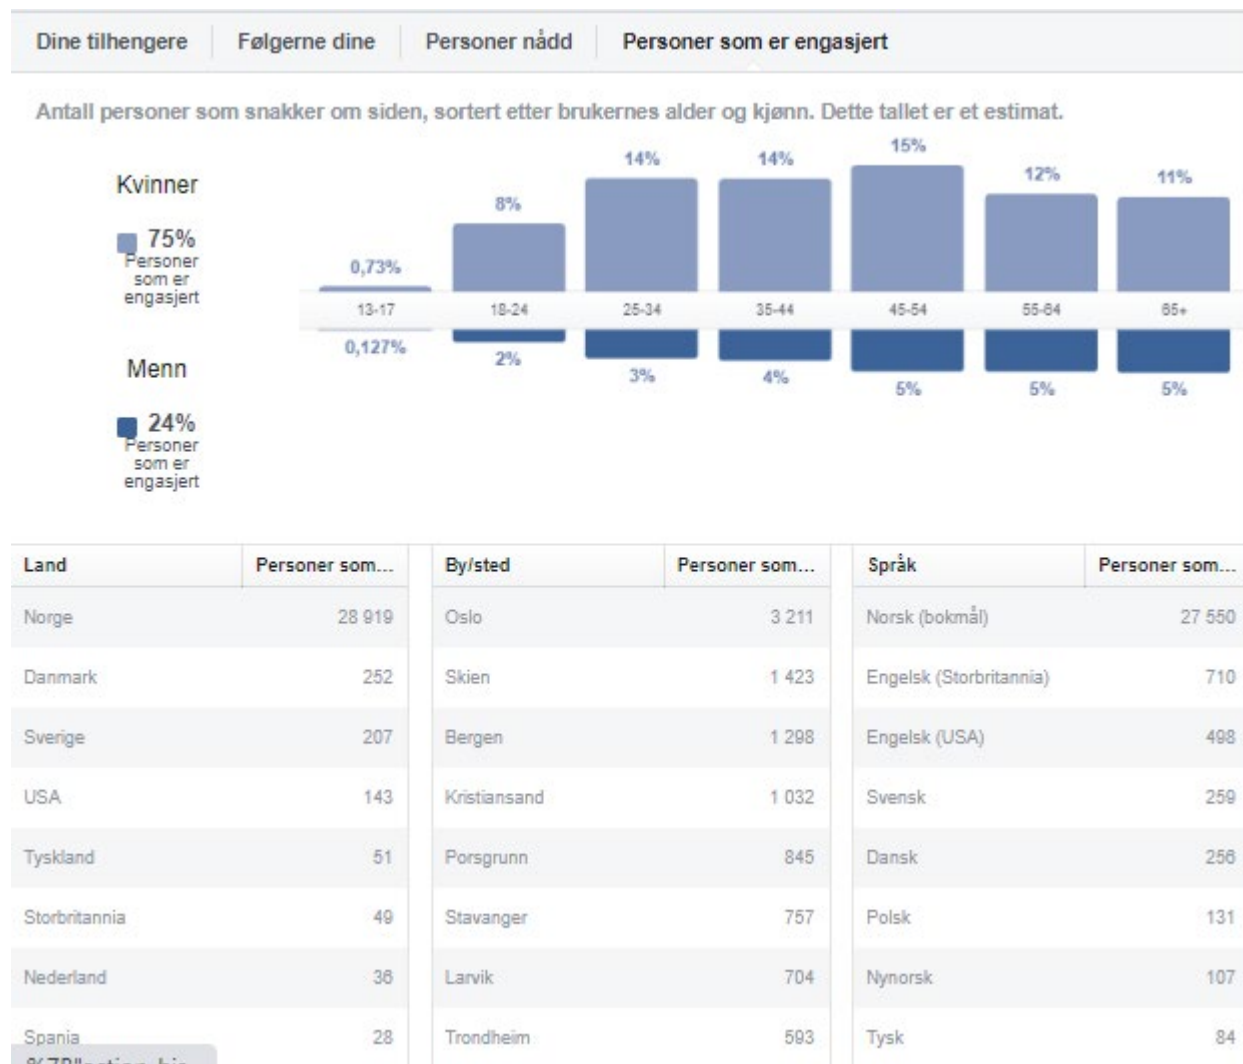 Dine tilhengere Følgerne dine Personer nådd Personer som er engasjert
Antall personer som snakker om siden, sortert etter brukernes alder og kjønn. Dette tallet er et estimat.
Kvinner
75%
Personer
som er
engasjert
0,73% 8% 14% 14% 15% 12% 11%
13-17 18-24 25-34 35-44 45-54 55-64 65+
0,127% 2% 3% 4% 5% 5% 5%
Menn
24%
Personer
som er
engasjert
Land Personer som... By/sted Personer som... Språk Personer som...
Norge 28 919 Oslo 3 211 Norsk (bokmål) 27 550
Danmark 252 Skien 1 423 Engelsk (Storbritannia) 710
Sverige 207 Bergen 1 298 Engelsk (USA) 498
USA 143 Kristiansand 1 032 Svensk 259
Tyskland 51 Porsgrunn 845 Dansk 256
Storbritannia 49 Stavanger 757 Polsk 131
Nederland 36 Larvik 704 Nynorsk 107
Spania 28 Trondheim 593 Tysk 84